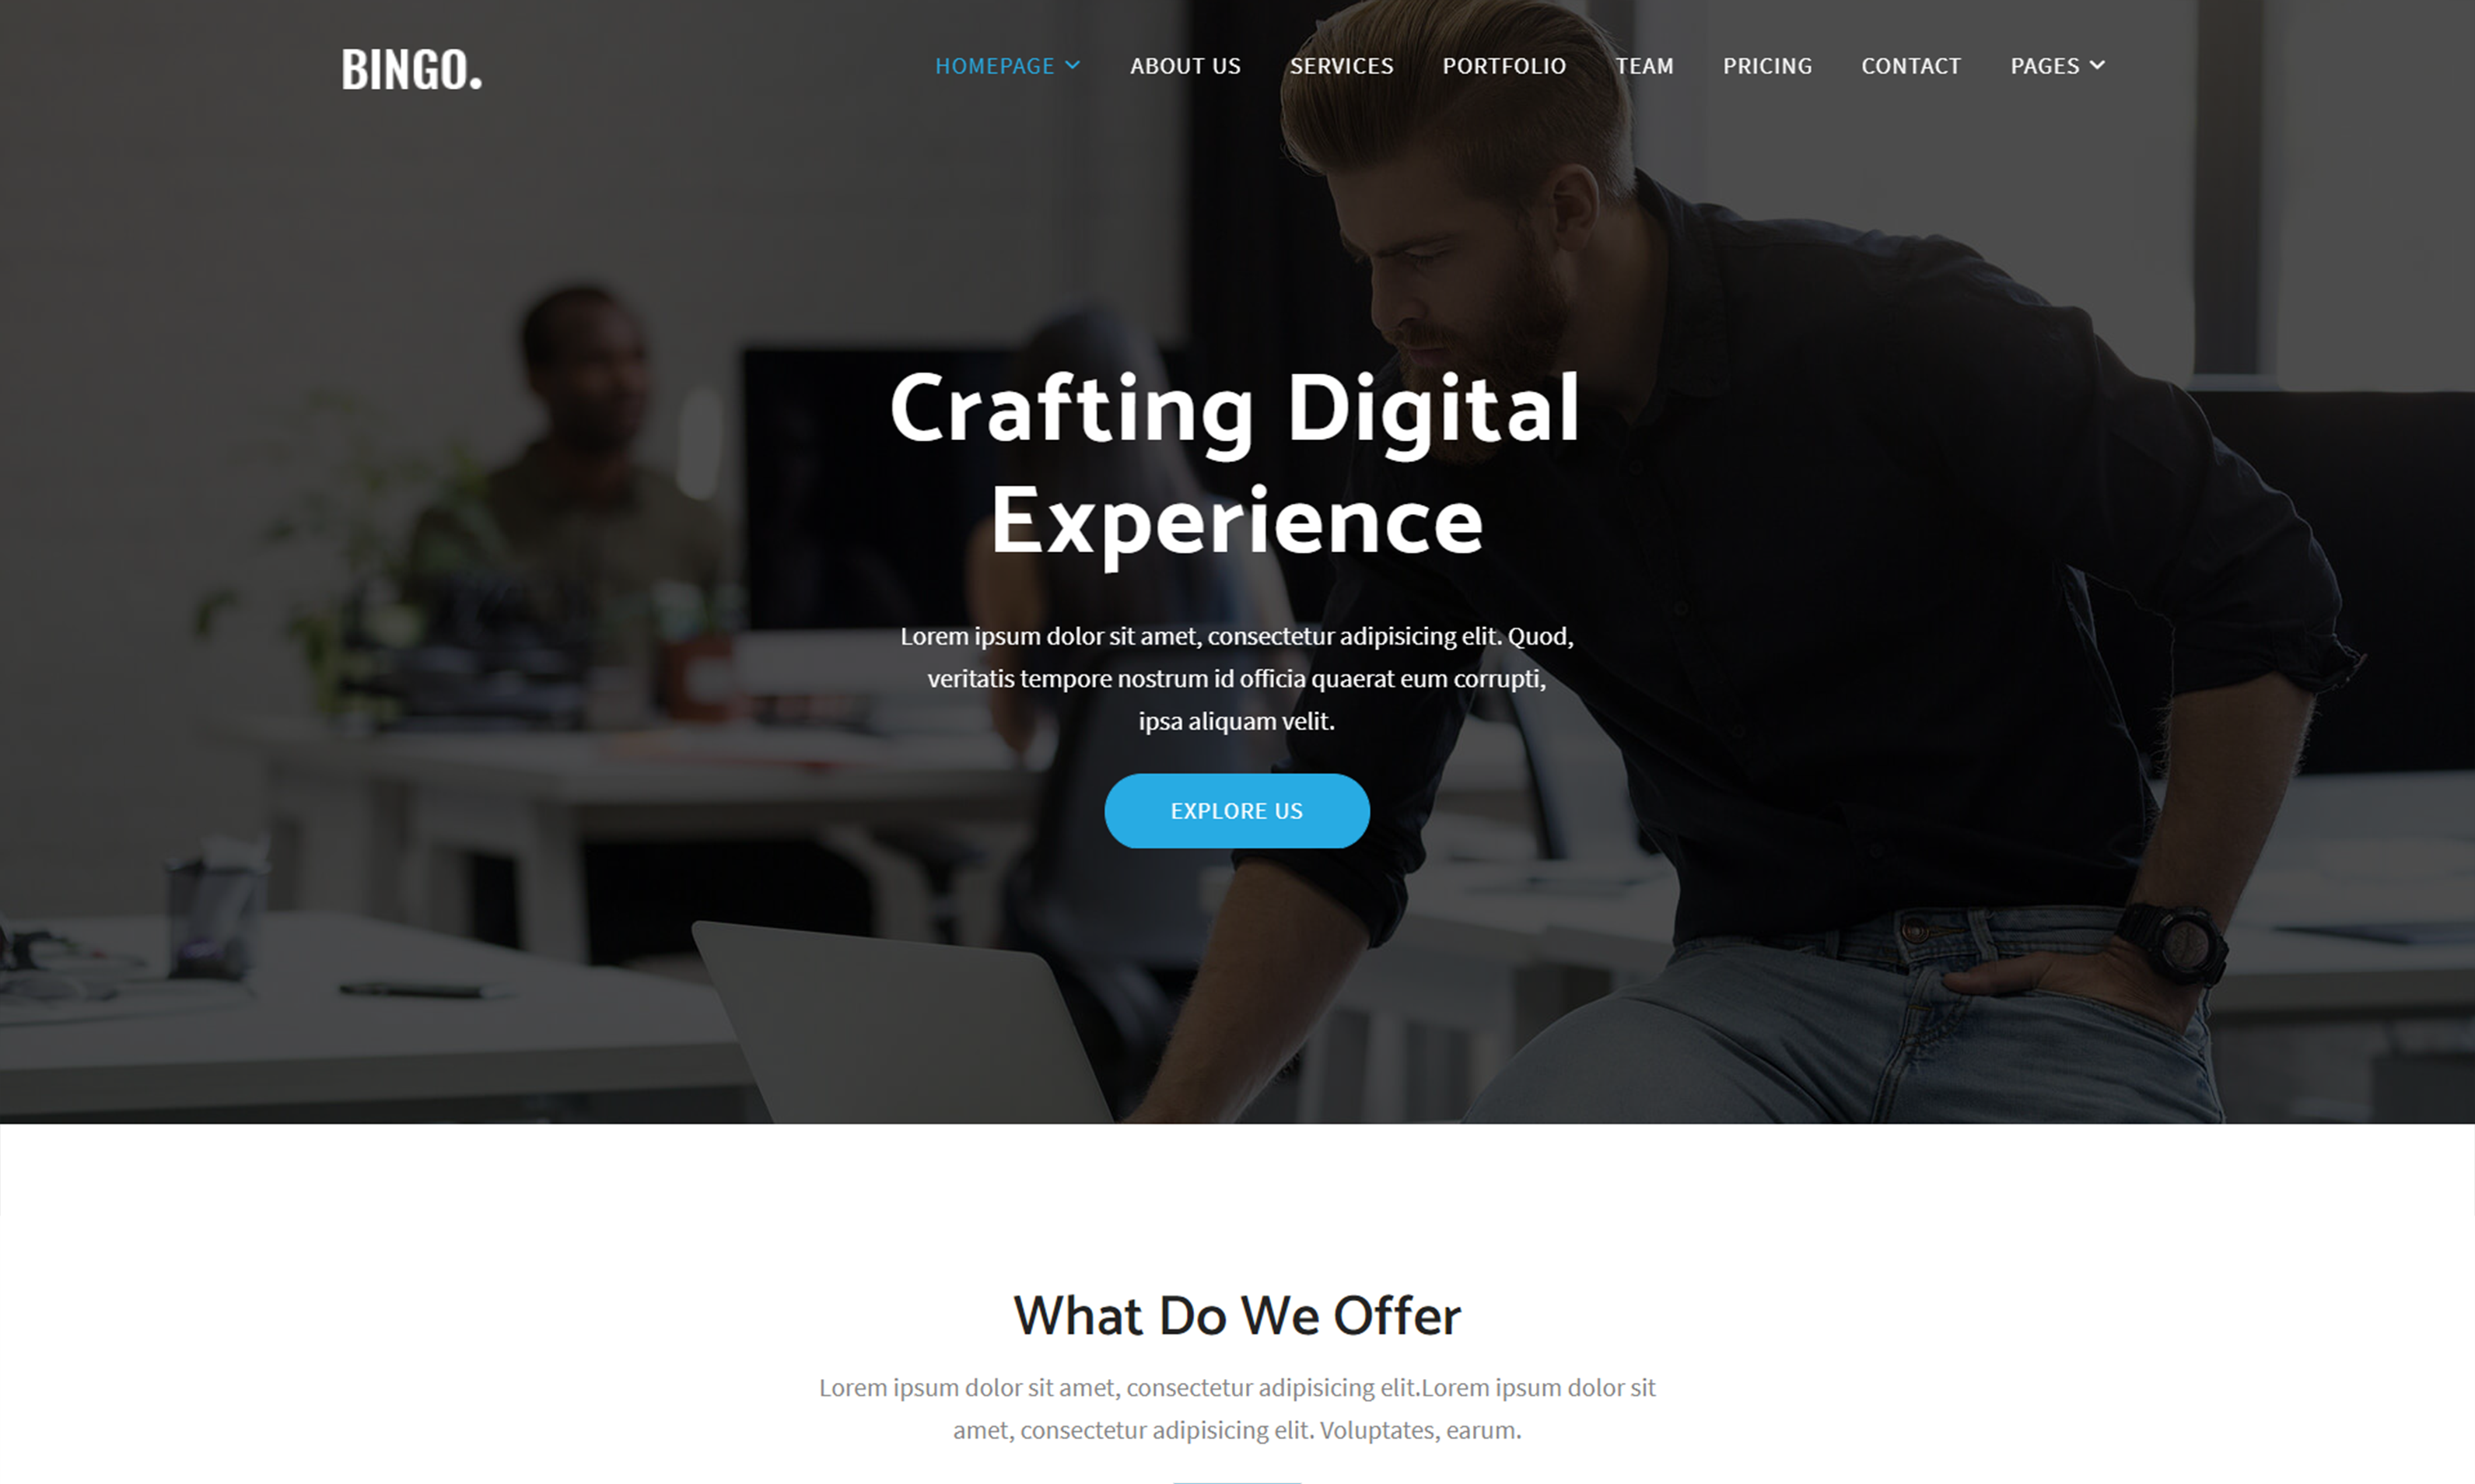 BINGO.
HOMEPAGE ABOUT US SERVICES PORTFOLIO TEAM PRICING CONTACT PAGES
Crafting Digital
Experience
Lorem ipsum dolor sit amet, consectetur adipisicing elit. Quod,
veritatis tempore nostrum id officia quaerat eum corrupti,
ipsa aliquam velit.
EXPLORE US
What Do We Offer
Lorem ipsum dolor sit amet, consectetur adipisicing elit.Lorem ipsum dolor sit
amet, consectetur adipisicing elit. Voluptates, earum.